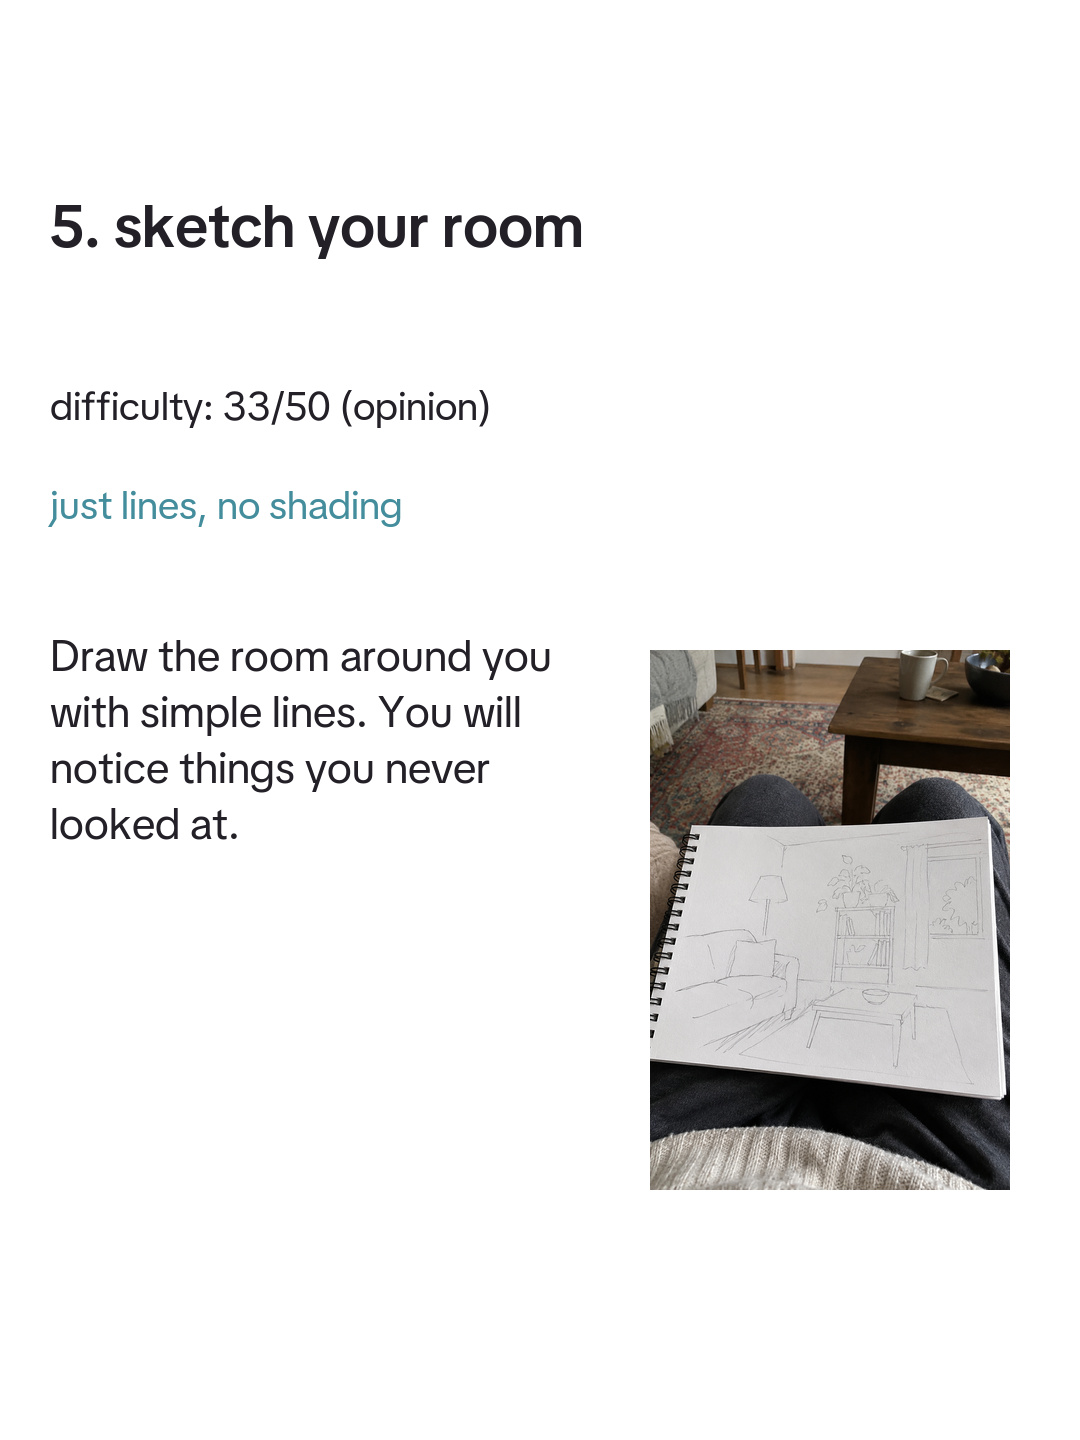 5. sketch your room
difficulty: 33/50 (opinion)
just lines, no shading
Draw the room around you
with simple lines. You will
notice things you never
looked at.